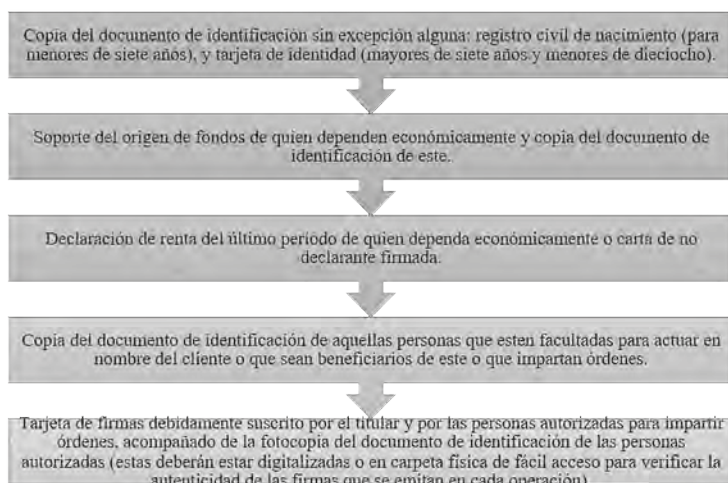 Copia del documento de identificación sin excepción alguna: registro civil de nacimiento (para
menores de siete años), y tarjeta de identidad (mayores de siete años y menores de dieciocho).
Soporte del origen de fondos de quien dependen económicamente y copia del documento de
identificación de este.
Declaración de renta del último periodo de quien dependa económicamente o carta de no
declarante firmada.
Copia del documento de identificación de aquellas personas que esten facultadas para actuar en
nombre del cliente o que sean beneficiarios de este o que impartan órdenes.
Tarjeta de firmas debidamente suscrito por el titular y por las personas autorizadas para impartir
órdenes, acompañado de la fotocopia del documento de identificación de las personas
autorizadas (estas deberán estar digitalizadas o en carpeta física de fácil acceso para verificar la
autenticidad de las firmas que se emitan en cada operación)